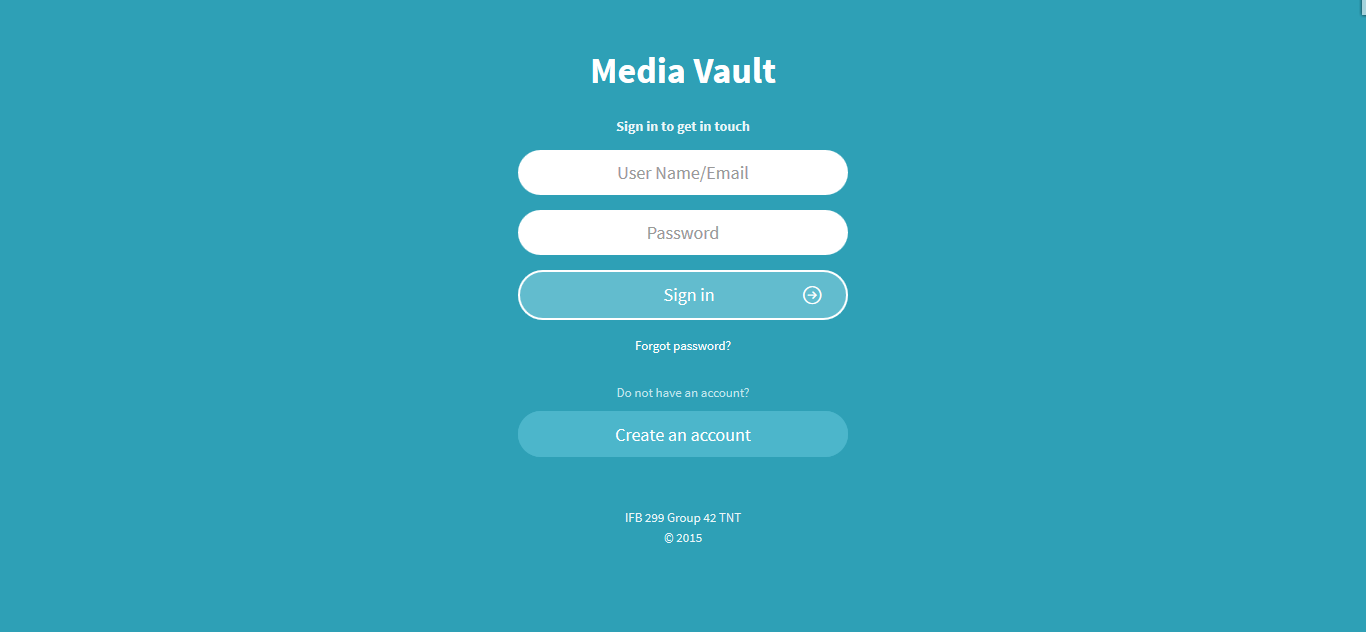 Media Vault
Sign in to get in touch
User Name/Email
Password
Sign in
Forgot password?
Do not have an account?
Create an account
IFB 299 Group 42 TNT
© 2015